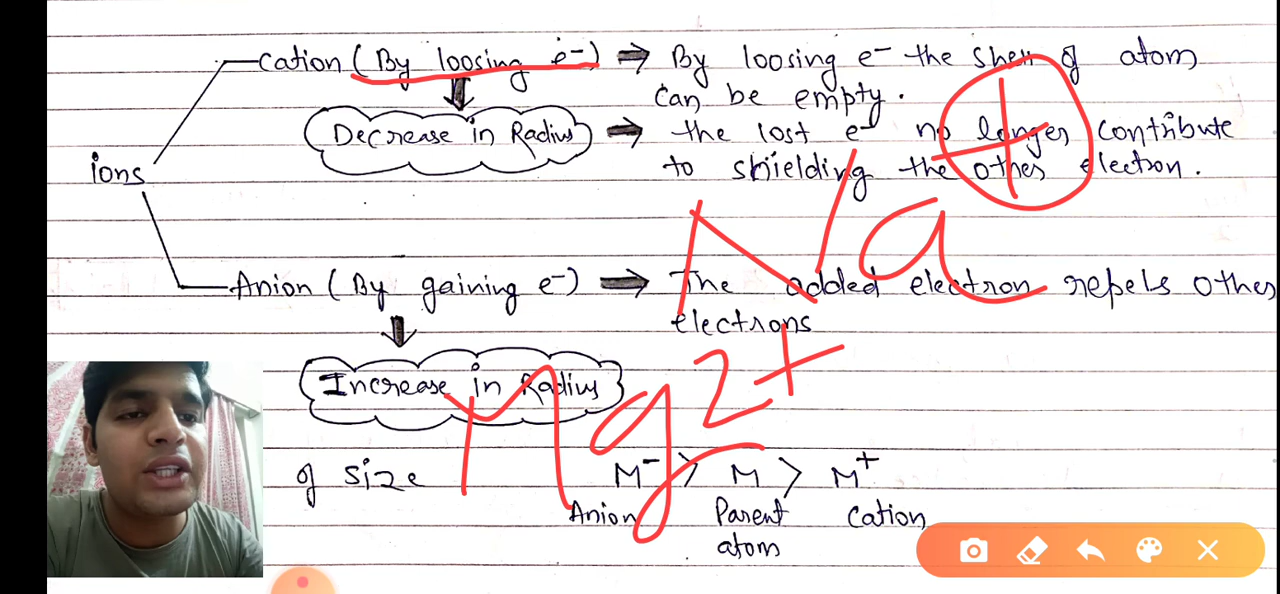 Cation (By loosing e-) ⇒ By loosing e- the shell of atom
can be empty.
Decrease in Radius ⇒ the lost e- no longer contribute
to shielding the other electron.
ions
Na+
Anion (By gaining e-) ⇒ The added electron repels other
electrons
Increase in Radius
Mg2+
of size M- > M > M+
Anion Parent cation
atom